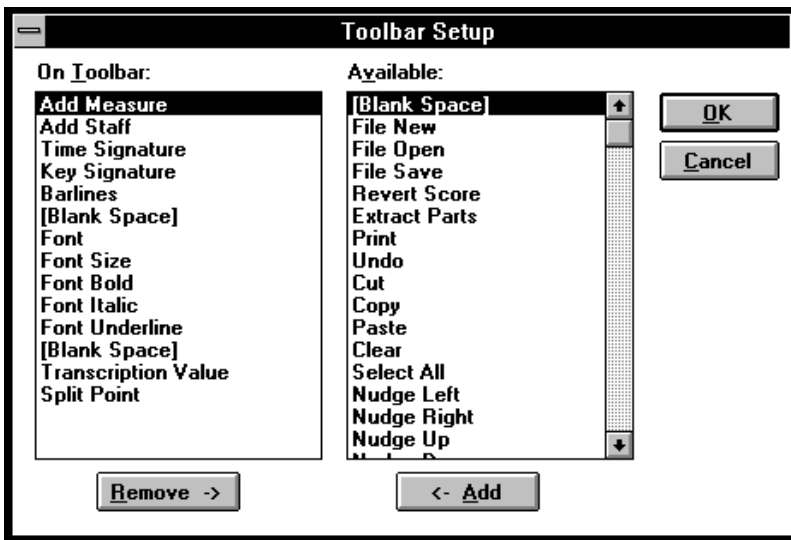 Toolbar Setup
On Toolbar:
Add Measure
Add Staff
Time Signature
Key Signature
Barlines
[Blank Space]
Font
Font Size
Font Bold
Font Italic
Font Underline
[Blank Space]
Transcription Value
Split Point
Remove ->
Available:
[Blank Space]
File New
File Open
File Save
Revert Score
Extract Parts
Print
Undo
Cut
Copy
Paste
Clear
Select All
Nudge Left
Nudge Right
Nudge Up
<- Add
OK
Cancel